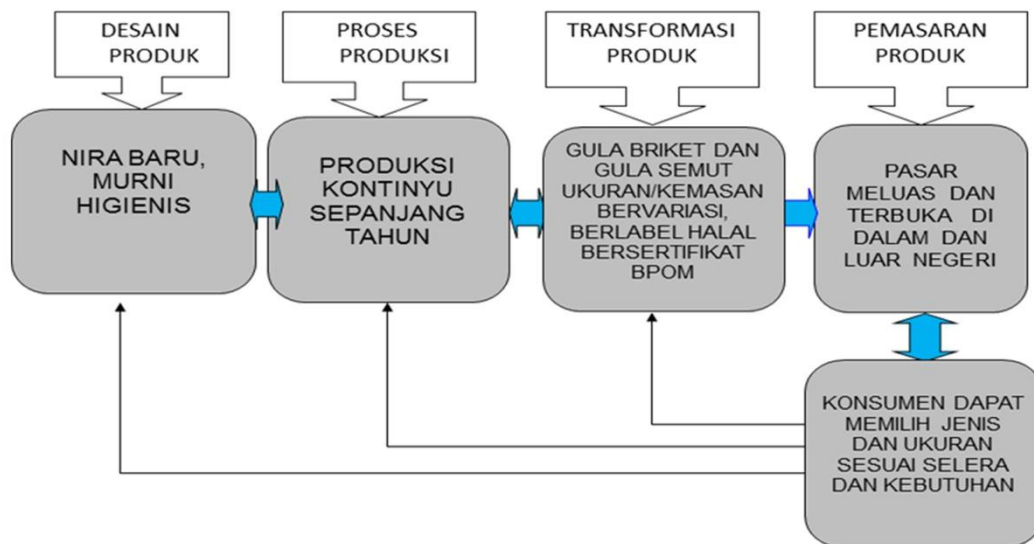 DESAIN
PRODUK
PROSES
PRODUKSI
TRANSFORMASI
PRODUK
PEMASARAN
PRODUK
NIRA BARU,
MURNI
HIGIENIS
PRODUKSI
KONTINYU
SEPANJANG
TAHUN
GULA BRIKET DAN
GULA SEMUT
UKURAN/KEMASAN
BERVARIASI,
BERLABEL HALAL
BERSERTIFIKAT
BPOM
PASAR
MELUAS DAN
TERBUKA DI
DALAM DAN
LUAR NEGERI
KONSUMEN DAPAT
MEMILIH JENIS
DAN UKURAN
SESUAI SELERA
DAN KEBUTUHAN